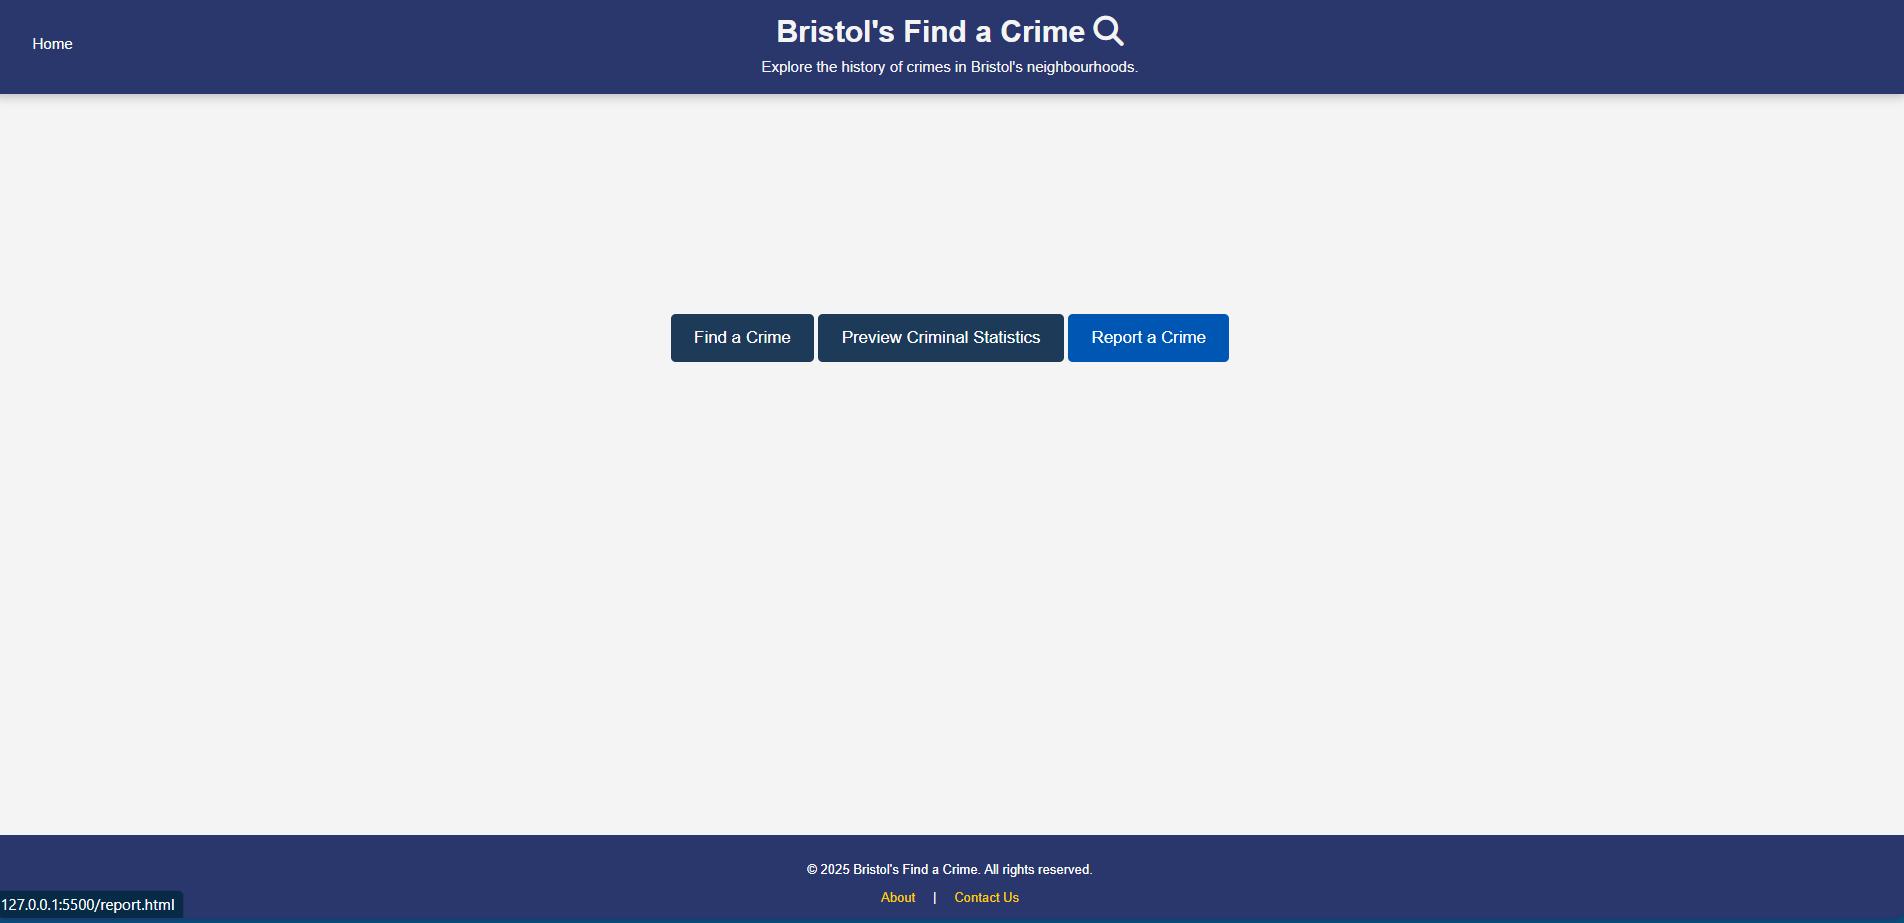 Home
Bristol's Find a Crime
Explore the history of crimes in Bristol's neighbourhoods.
Find a Crime Preview Criminal Statistics Report a Crime
© 2025 Bristol's Find a Crime. All rights reserved.
About | Contact Us
127.0.0.1:5500/report.html